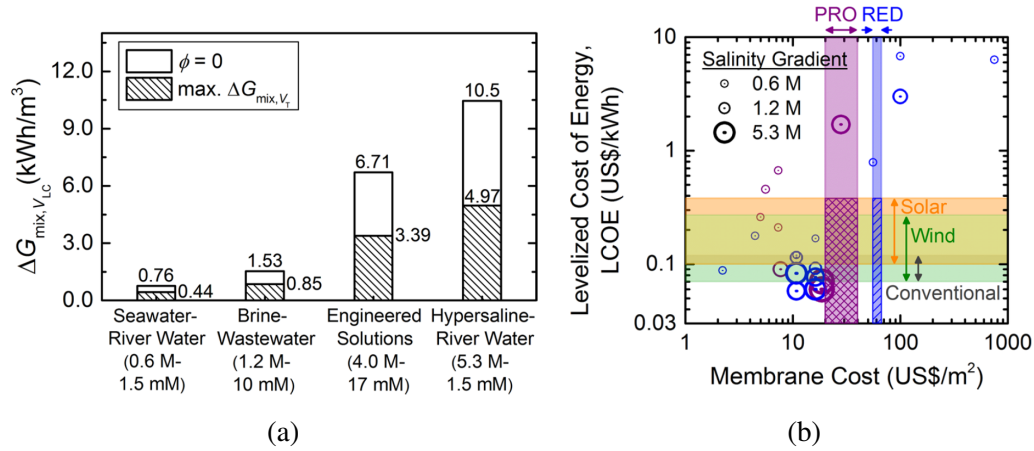 ΔG_mix,V_LC (kWh/m³)
12.0
9.0
6.0
3.0
0.0
ϕ = 0
max. ΔG_mix,V_T
0.76
0.44
1.53
0.85
6.71
3.39
10.5
4.97
Seawater-
River Water
(0.6 M-
1.5 mM)
Brine-
Wastewater
(1.2 M-
10 mM)
Engineered
Solutions
(4.0 M-
17 mM)
Hypersaline-
River Water
(5.3 M-
1.5 mM)
(a)
PRO RED
Levelized Cost of Energy,
LCOE (US$/kWh)
10
1
0.1
0.03
Salinity Gradient
0.6 M
1.2 M
5.3 M
Solar
Wind
Conventional
1 10 100 1000
Membrane Cost (US$/m²)
(b)